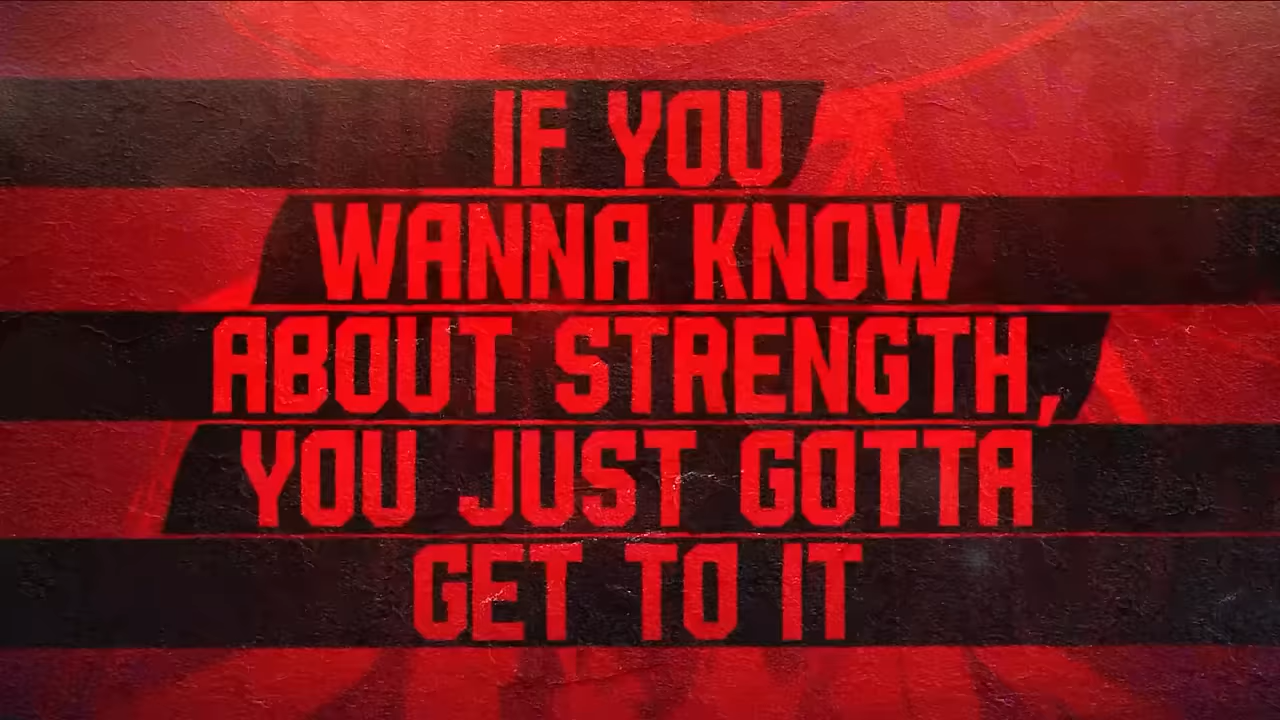 IF YOU
WANNA KNOW
ABOUT STRENGTH,
YOU JUST GOTTA
GET TO IT